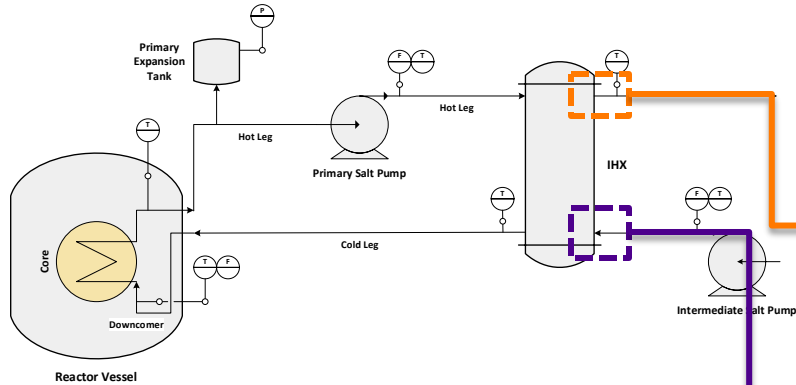 P
Primary
Expansion
Tank
F T
T
T
Hot Leg
Hot Leg
IHX
Primary Salt Pump
T
F T
Cold Leg
Core
T F
Downcomer
Intermediate Salt Pump
Reactor Vessel